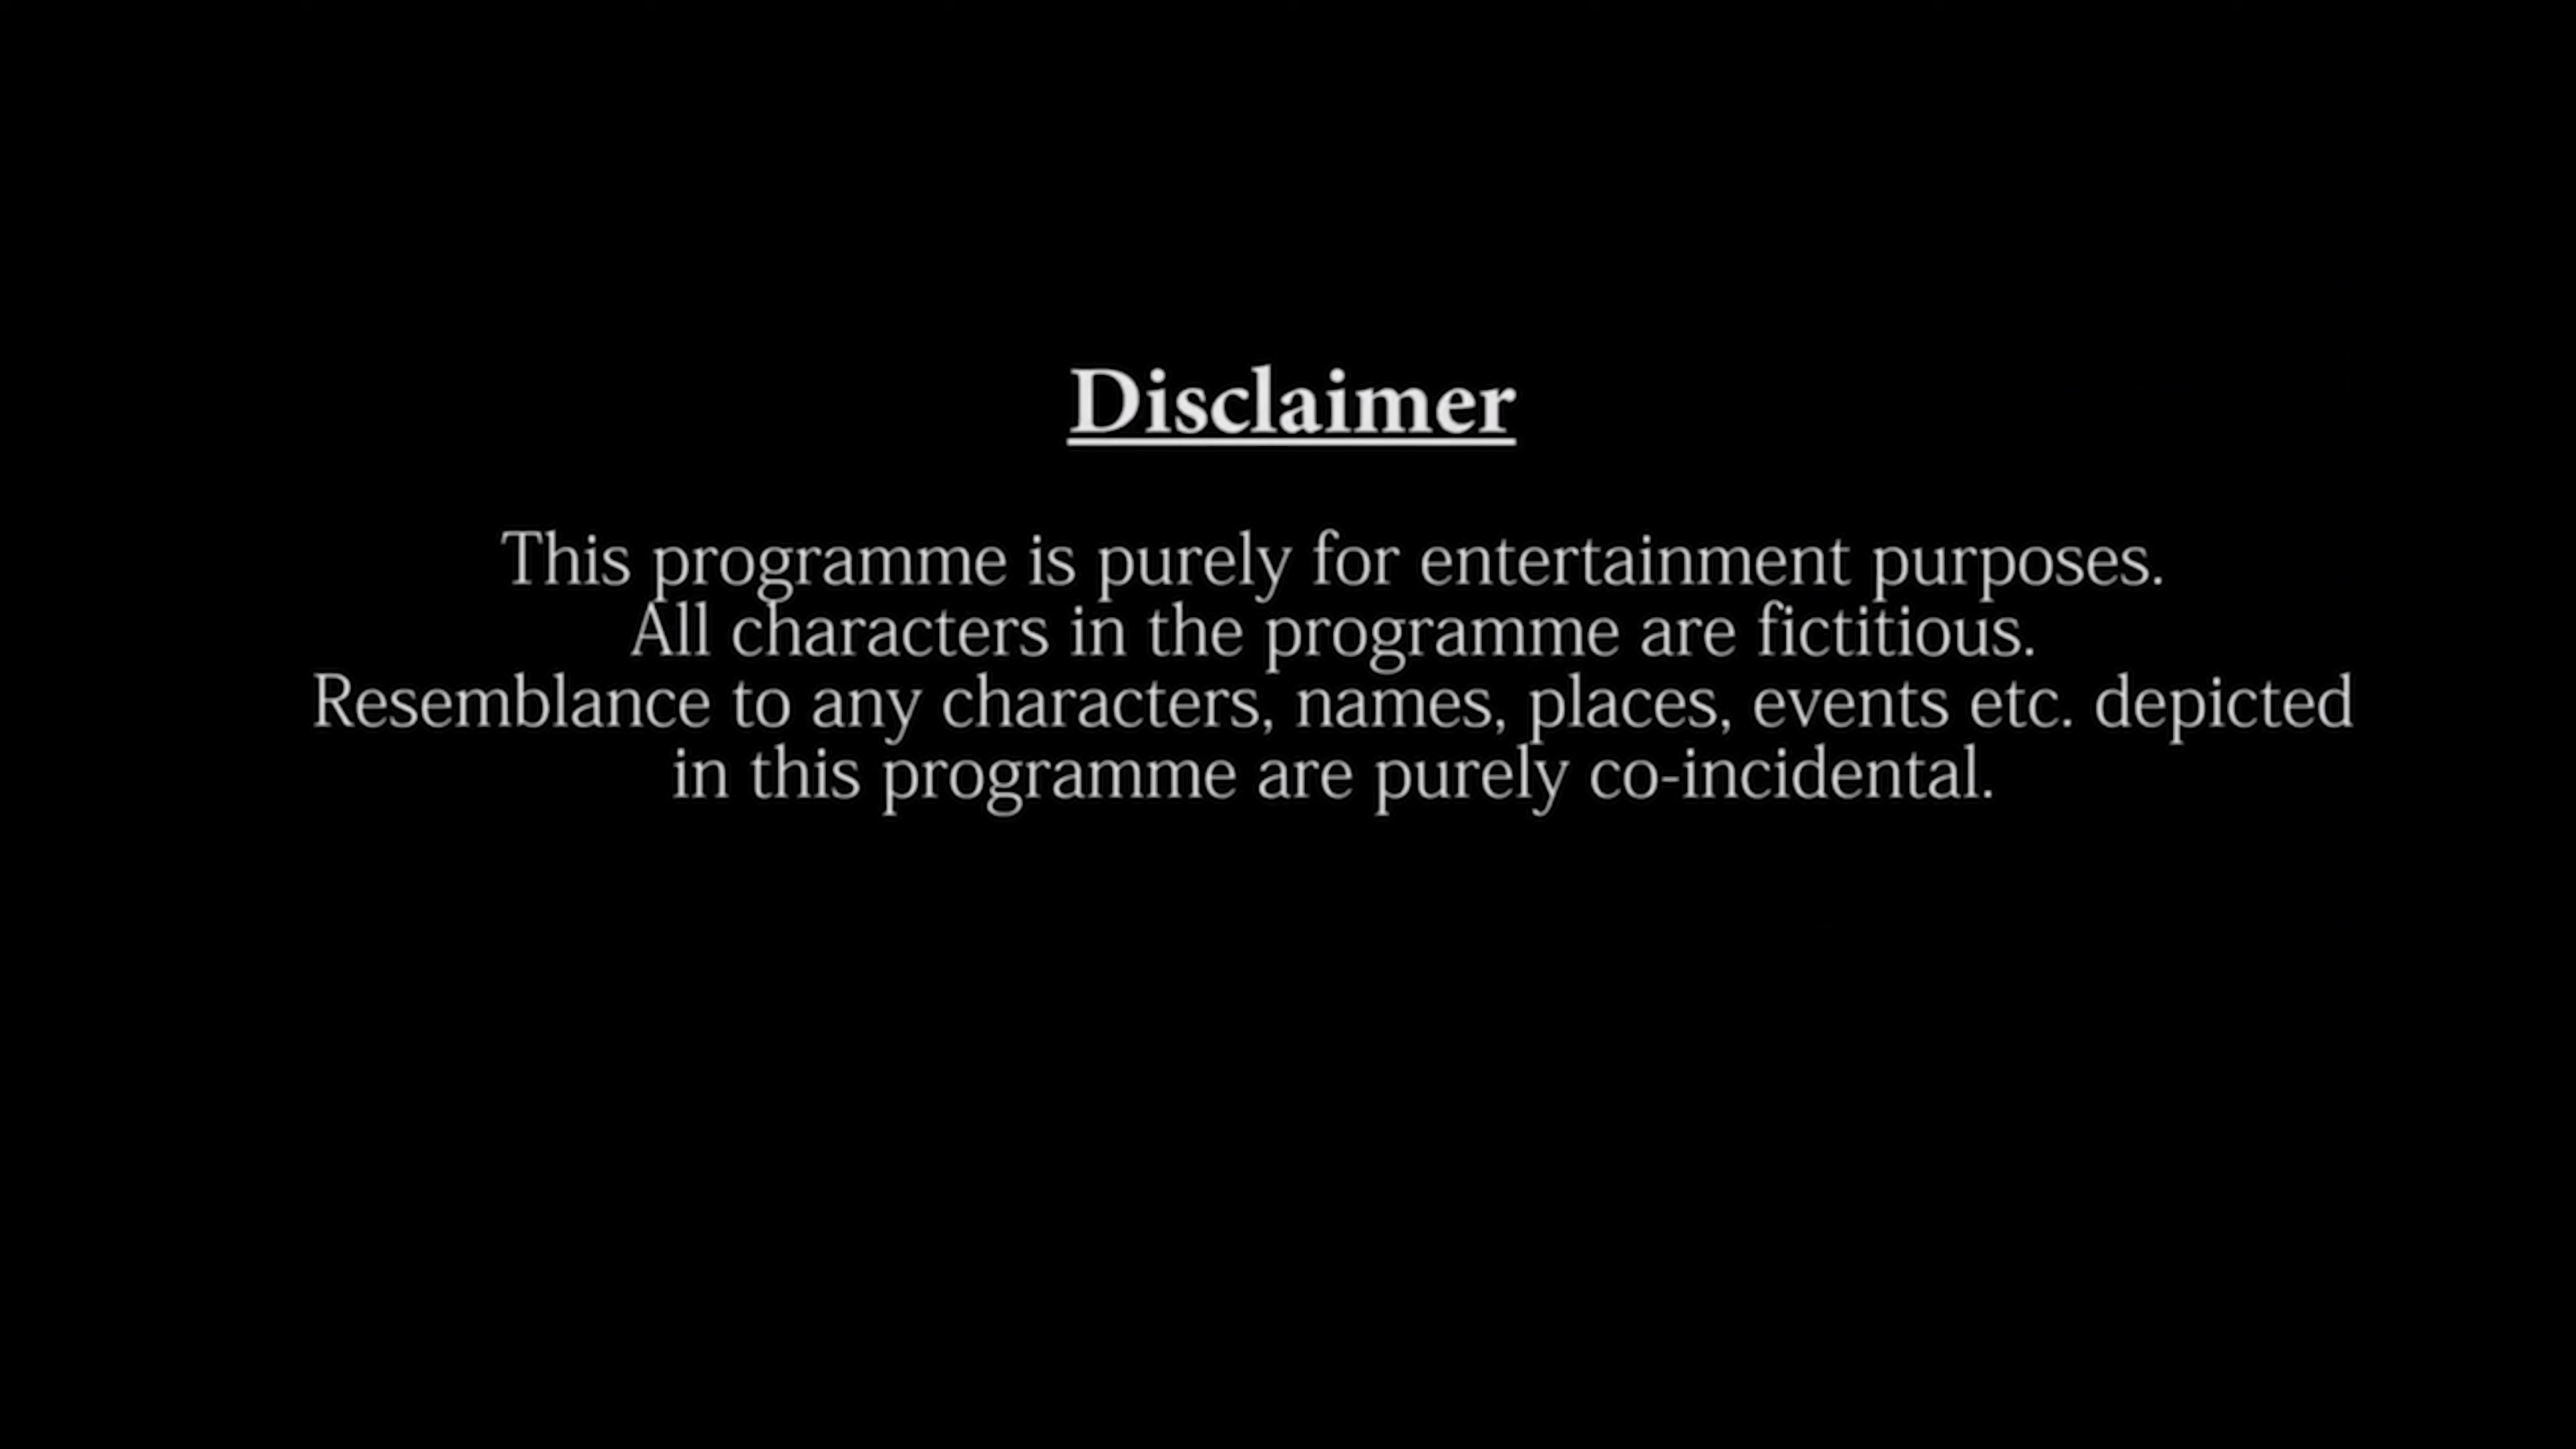 Disclaimer
This programme is purely for entertainment purposes.
All characters in the programme are fictitious.
Resemblance to any characters, names, places, events etc. depicted
in this programme are purely co-incidental.